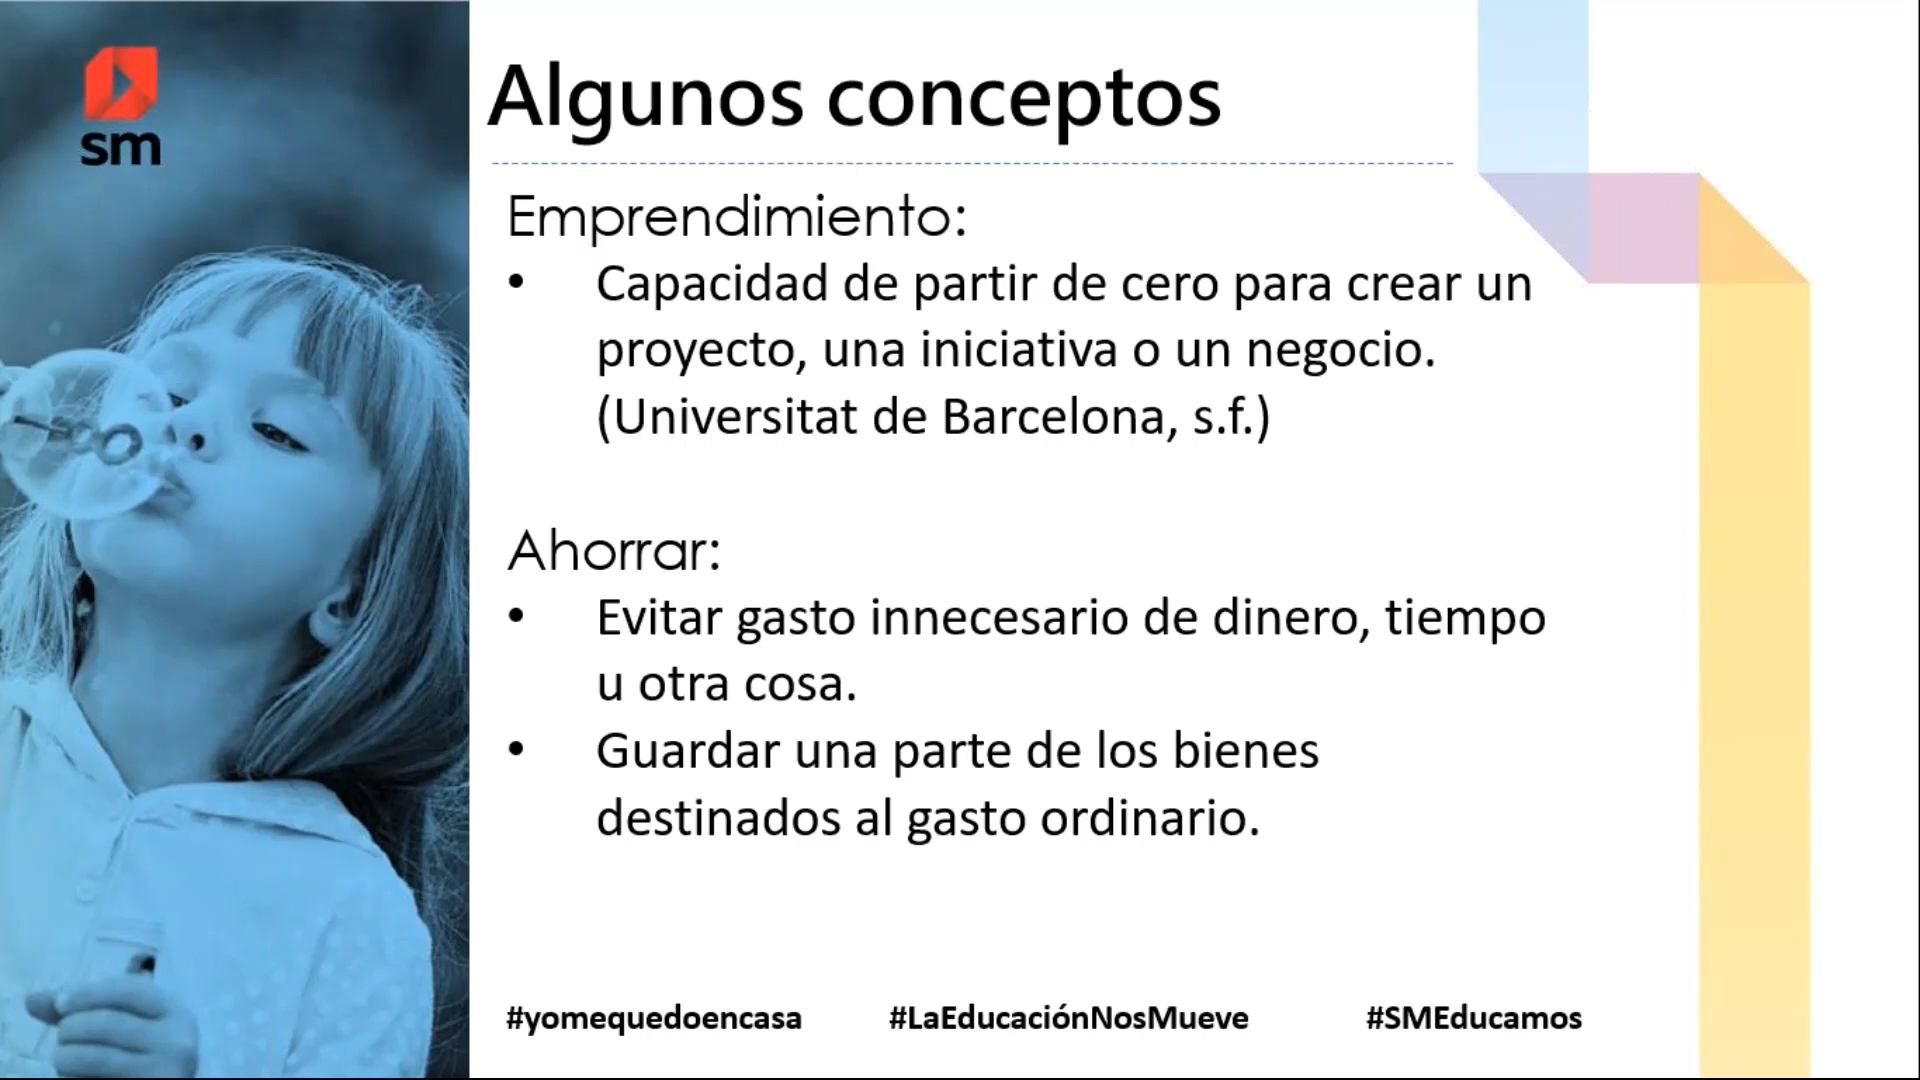 sm
Algunos conceptos
Emprendimiento:
• Capacidad de partir de cero para crear un
proyecto, una iniciativa o un negocio.
(Universitat de Barcelona, s.f.)
Ahorrar:
• Evitar gasto innecesario de dinero, tiempo
u otra cosa.
• Guardar una parte de los bienes
destinados al gasto ordinario.
#yomequedoencasa #LaEducaciónNosMueve #SMEducamos